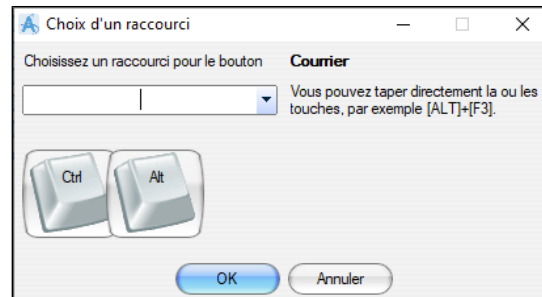 Choix d'un raccourci
Choisissez un raccourci pour le bouton
Courrier
Vous pouvez taper directement la ou les
touches, par exemple [ALT]+[F3].
Ctrl
Alt
OK
Annuler